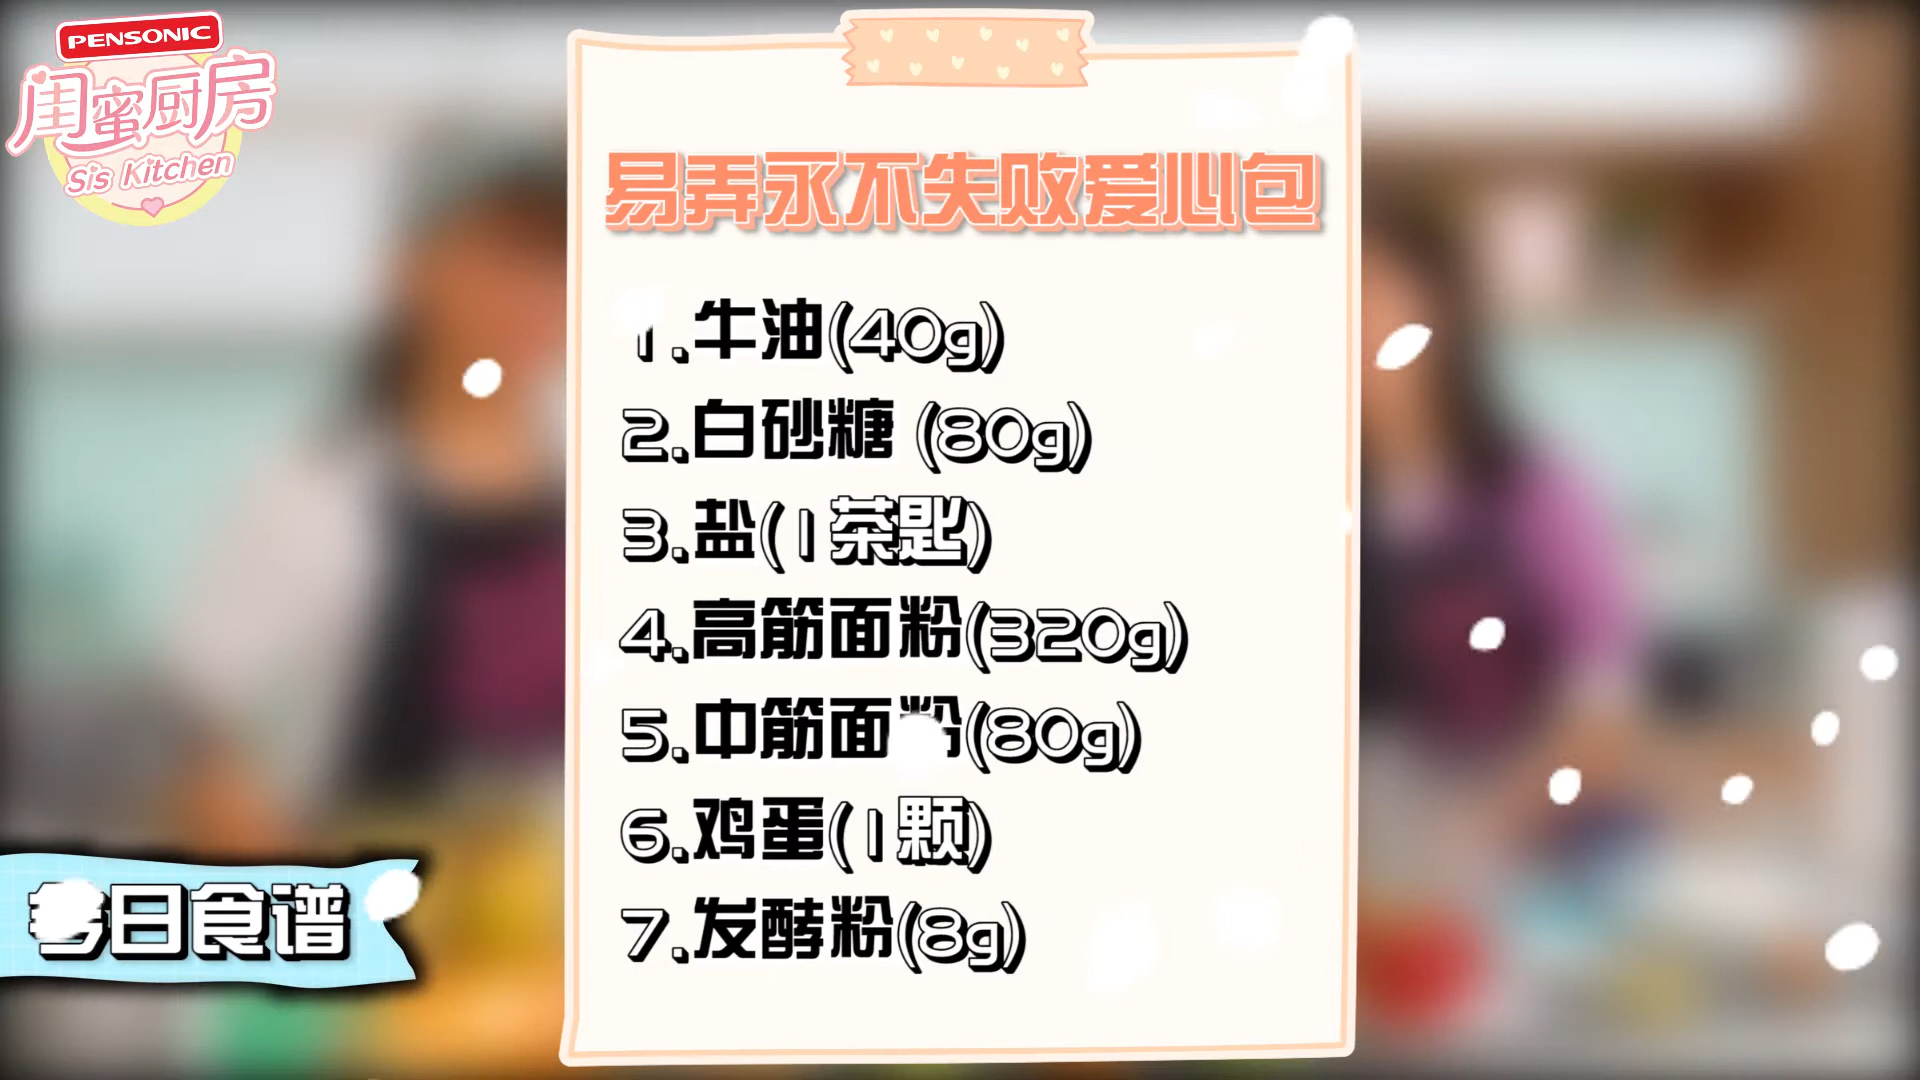 PENSONIC
闺蜜厨房
Sis Kitchen
易弄永不失败爱心包
1.牛油(40g)
2.白砂糖 (80g)
3.盐(1茶匙)
4.高筋面粉(320g)
5.中筋面粉(80g)
6.鸡蛋(1颗)
7.发酵粉(8g)
日食谱